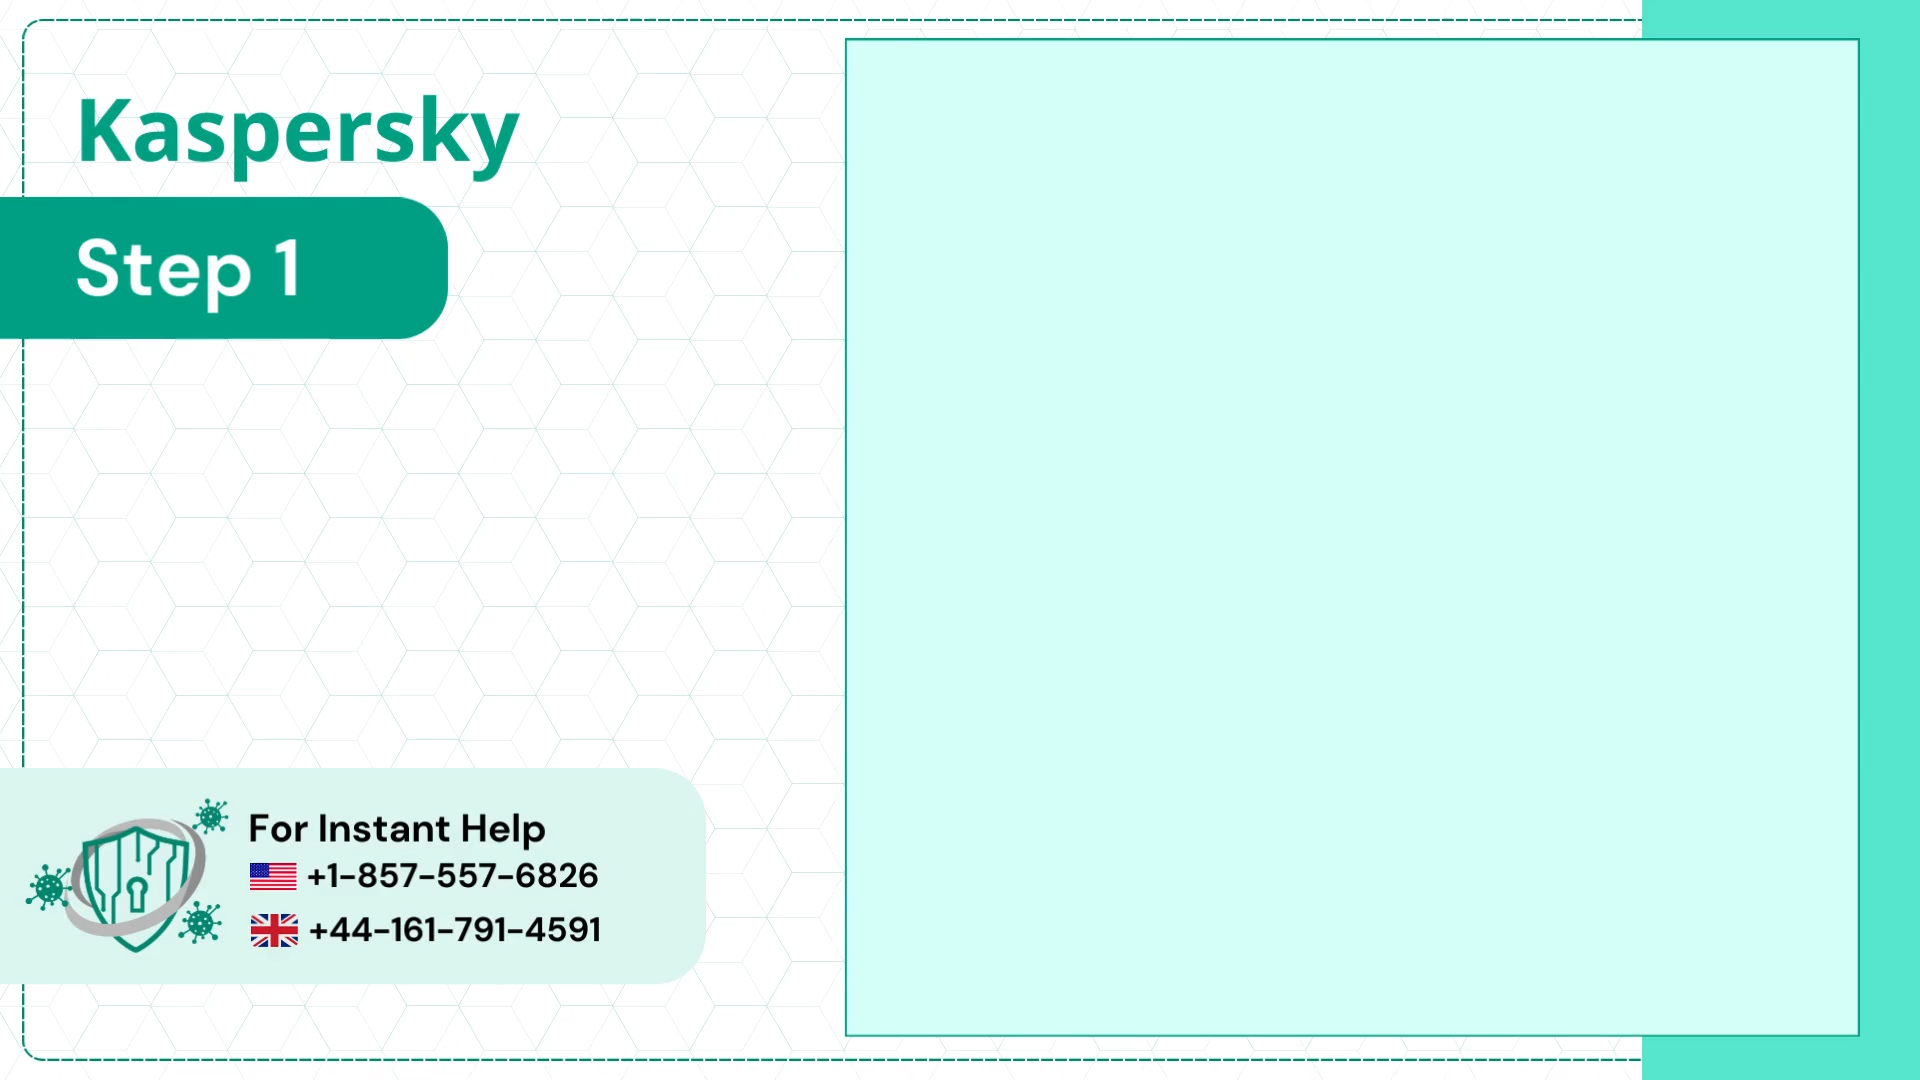 Kaspersky
Step 1
For Instant Help
+1-857-557-6826
+44-161-791-4591